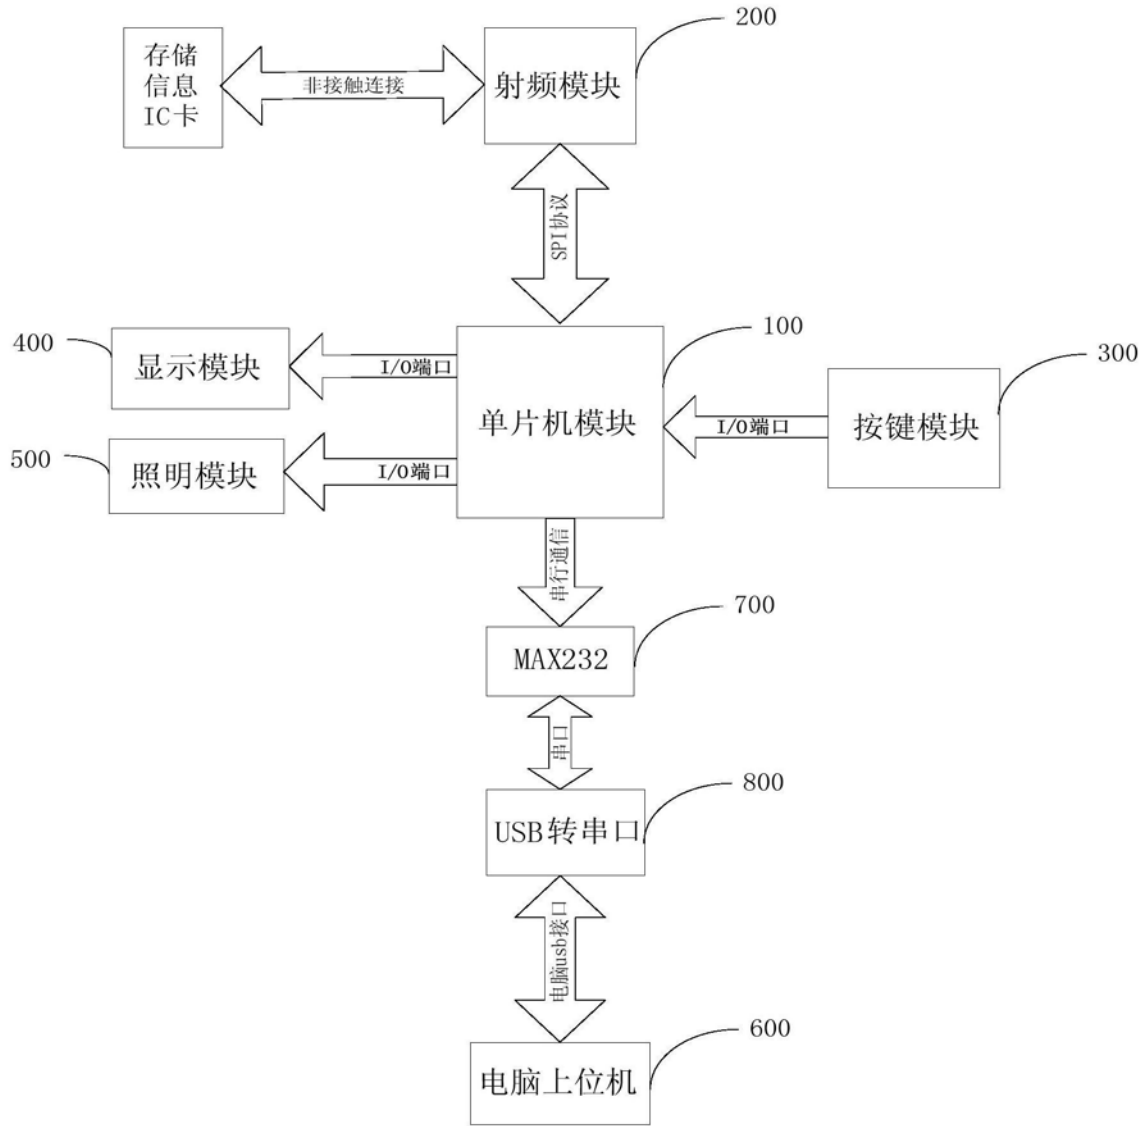 200
存储
信息
IC卡
非接触连接
射频模块
SPI协议
100
400
显示模块
I/O端口
300
单片机模块
I/O端口
按键模块
500
照明模块
I/O端口
串行通信
700
MAX232
串口
800
USB转串口
电脑usb接口
600
电脑上位机